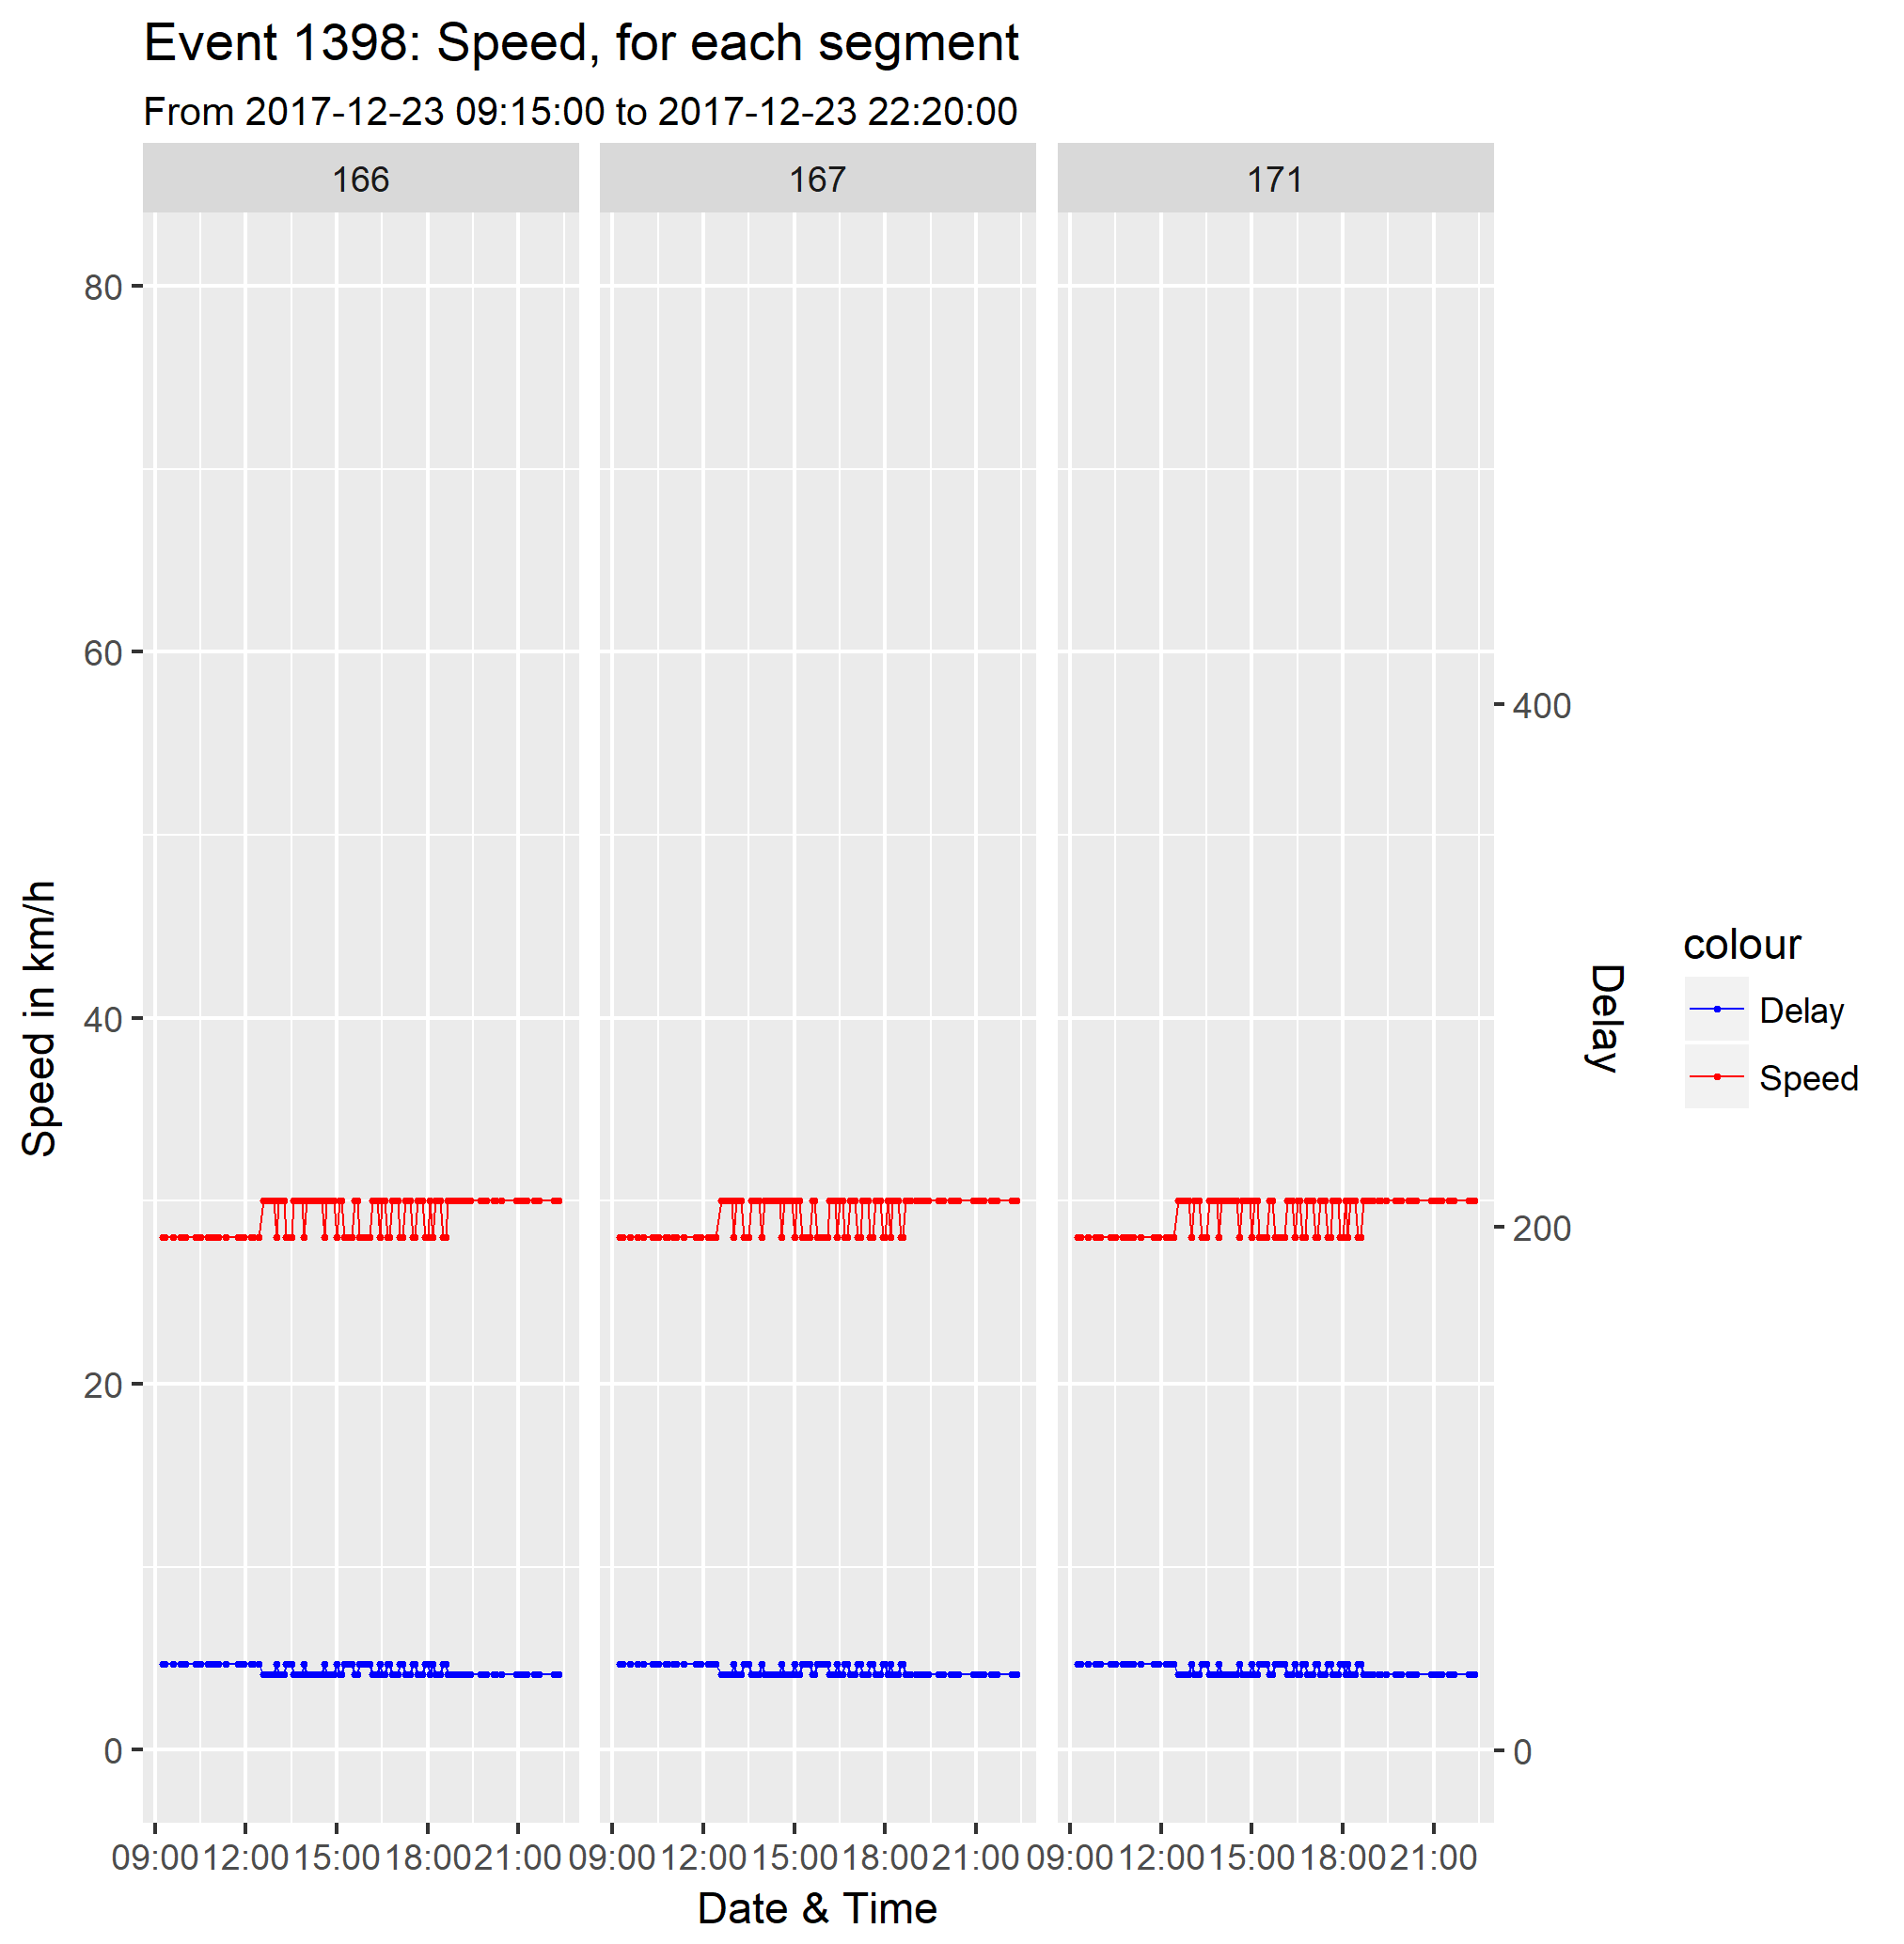 Event 1398: Speed, for each segment
From 2017-12-23 09:15:00 to 2017-12-23 22:20:00
166 167 171
80
60
40
20
0
Speed in km/h
400
200
0
Delay
colour
Delay
Speed
09:00 12:00 15:00 18:00 21:00 09:00 12:00 15:00 18:00 21:00 09:00 12:00 15:00 18:00 21:00
Date & Time